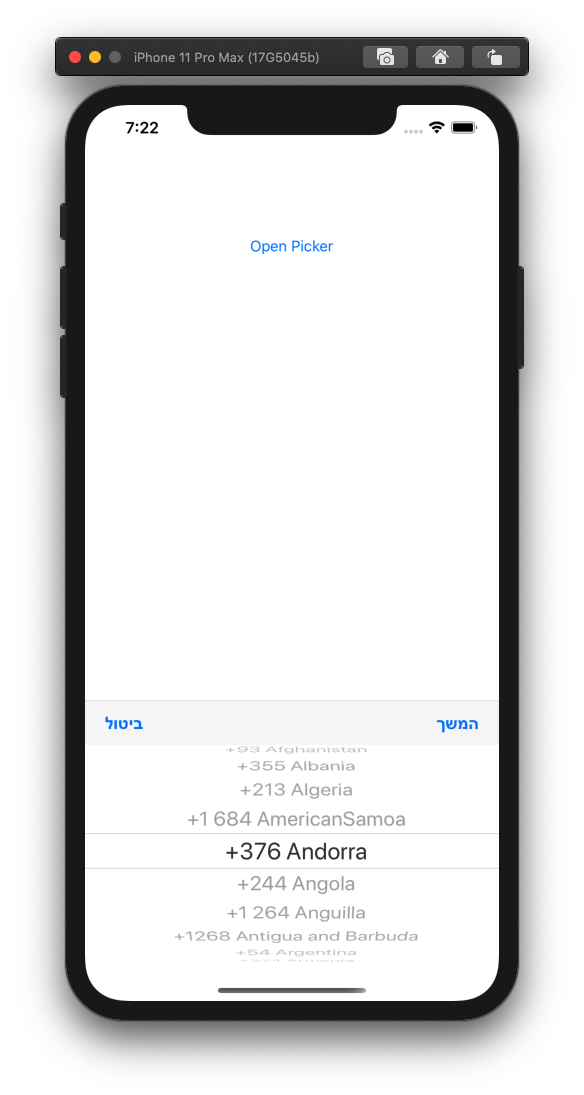 iPhone 11 Pro Max (17G5045b)
7:22
Open Picker
ביטול
המשך
+93 Afghanistan
+355 Albania
+213 Algeria
+1 684 AmericanSamoa
+376 Andorra
+244 Angola
+1 264 Anguilla
+1268 Antigua and Barbuda
+54 Argentina